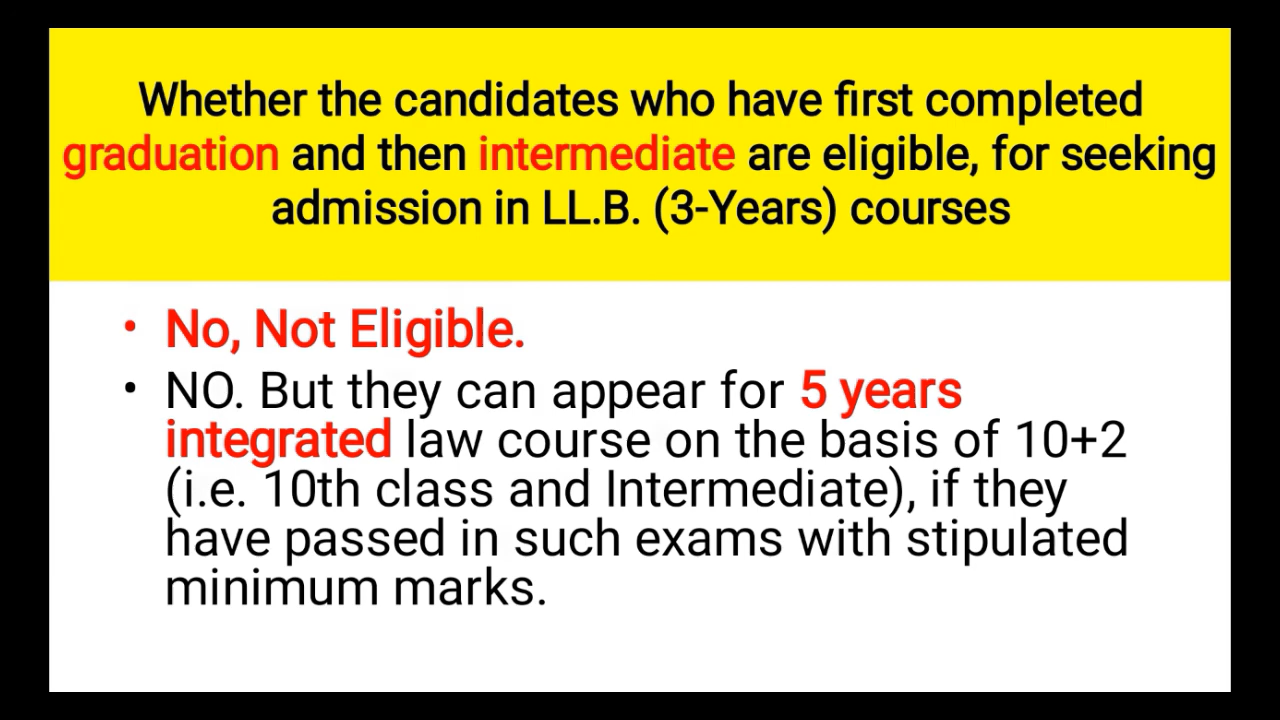 Whether the candidates who have first completed
graduation and then intermediate are eligible, for seeking
admission in LL.B. (3-Years) courses
• No, Not Eligible.
• NO. But they can appear for 5 years
integrated law course on the basis of 10+2
(i.e. 10th class and Intermediate), if they
have passed in such exams with stipulated
minimum marks.